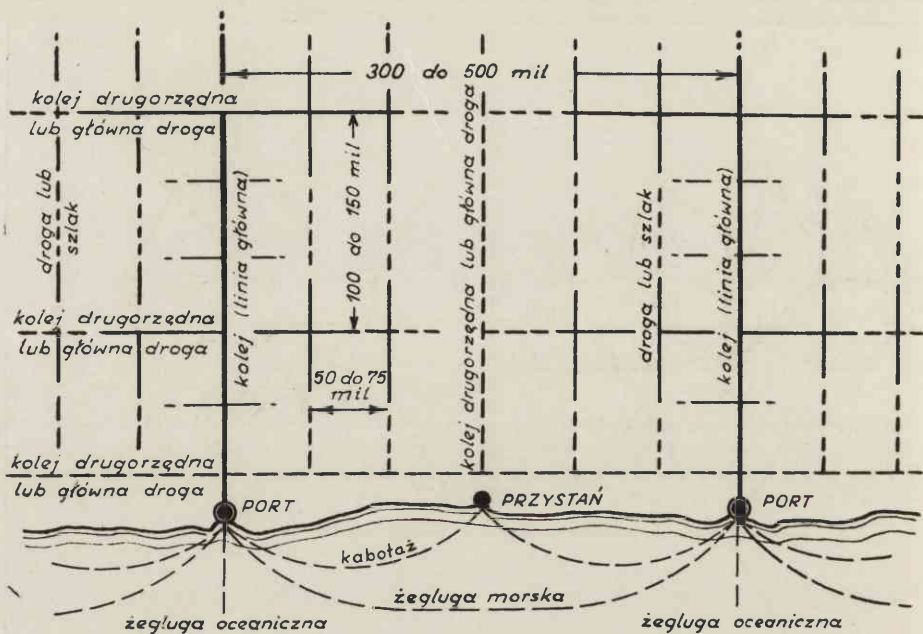 300 do 500 mil
kolej drugorzędna
lub główna droga
droga lub
szlak
kolej (linia główna)
100 do 150 mil
kolej drugorzędna lub główna droga
droga lub szlak
kolej (linia główna)
kolej drugorzędna
lub główna droga
50 do 75
mil
kolej drugorzędna
lub główna droga
PORT
PRZYSTAŃ
PORT
kabotaż
żegluga morska
żegluga oceaniczna
żegluga oceaniczna